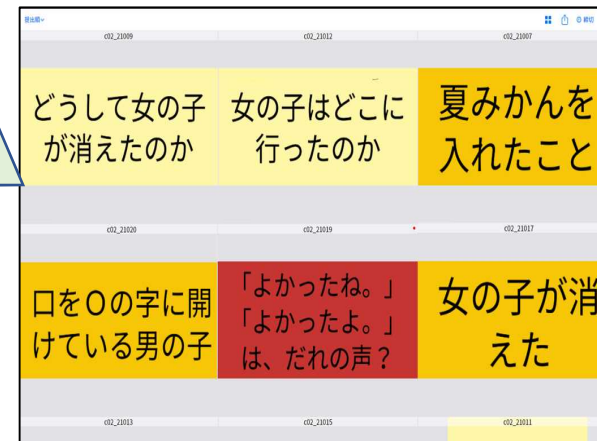 提出順
締切
c02_21009
c02_21012
c02_21007
どうして女の子
が消えたのか
女の子はどこに
行ったのか
夏みかんを
入れたこと
c02_21020
c02_21019
c02_21017
口をOの字に開
けている男の子
「よかったね。」
「よかったよ。」
は、だれの声？
女の子が消
えた
c02_21013
c02_21015
c02_21011